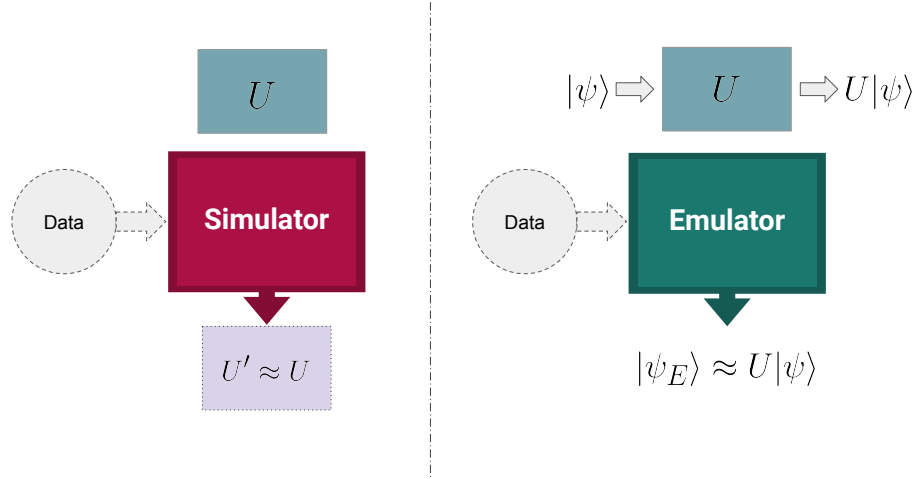 U
Data
Simulator
U′ ≈ U
|ψ⟩
U
U|ψ⟩
Data
Emulator
|ψ_E⟩ ≈ U|ψ⟩